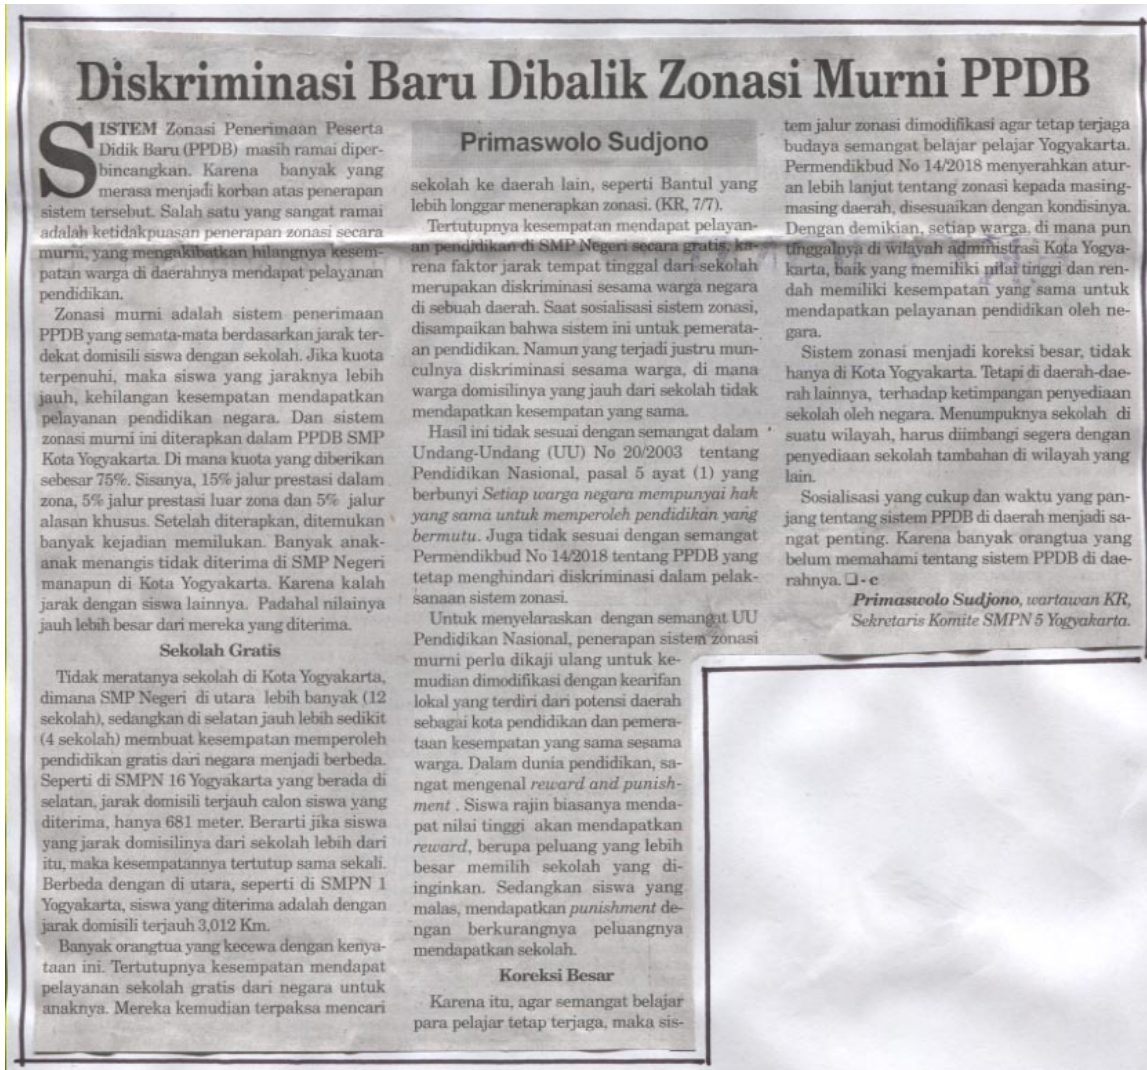 Diskriminasi Baru Dibalik Zonasi Murni PPDB
SISTEM Zonasi Penerimaan Peserta
Didik Baru (PPDB) masih ramai diper-
bincangkan. Karena banyak yang
merasa menjadi korban atas penerapan
sistem tersebut. Salah satu yang sangat ramai
adalah ketidakpuasan penerapan zonasi secara
murni, yang mengakibatkan hilangnya kesem-
patan warga di daerahnya mendapat pelayanan
pendidikan.
Zonasi murni adalah sistem penerimaan
PPDB yang semata-mata berdasarkan jarak ter-
dekat domisili siswa dengan sekolah. Jika kuota
terpenuhi, maka siswa yang jaraknya lebih
jauh, kehilangan kesempatan mendapatkan
pelayanan pendidikan negara. Dan sistem
zonasi murni ini diterapkan dalam PPDB SMP
Kota Yogyakarta. Di mana kuota yang diberikan
sebesar 75%. Sisanya, 15% jalur prestasi dalam
zona, 5% jalur prestasi luar zona dan 5% jalur
alasan khusus. Setelah diterapkan, ditemukan
banyak kejadian memilukan. Banyak anak-
anak menangis tidak diterima di SMP Negeri
manapun di Kota Yogyakarta. Karena kalah
jarak dengan siswa lainnya. Padahal nilainya
jauh lebih besar dari mereka yang diterima.
Sekolah Gratis
Tidak meratanya sekolah di Kota Yogyakarta,
dimana SMP Negeri di utara lebih banyak (12
sekolah), sedangkan di selatan jauh lebih sedikit
(4 sekolah) membuat kesempatan memperoleh
pendidikan gratis dari negara menjadi berbeda.
Seperti di SMPN 16 Yogyakarta yang berada di
selatan, jarak domisili terjauh calon siswa yang
diterima, hanya 681 meter. Berarti jika siswa
yang jarak domisilinya dari sekolah lebih dari
itu, maka kesempatannya tertutup sama sekali.
Berbeda dengan di utara, seperti di SMPN 1
Yogyakarta, siswa yang diterima adalah dengan
jarak domisili terjauh 3,012 Km.
Banyak orangtua yang kecewa dengan kenya-
taan ini. Tertutupnya kesempatan mendapat
pelayanan sekolah gratis dari negara untuk
anaknya. Mereka kemudian terpaksa mencari
Primaswolo Sudjono
sekolah ke daerah lain, seperti Bantul yang
lebih longgar menerapkan zonasi. (KR, 7/7).
Tertutupnya kesempatan mendapat pelayan-
an pendidikan di SMP Negeri secara gratis, ka-
rena faktor jarak tempat tinggal dari sekolah
merupakan diskriminasi sesama warga negara
di sebuah daerah. Saat sosialisasi sistem zonasi,
disampaikan bahwa sistem ini untuk pemerata-
an pendidikan. Namun yang terjadi justru mun-
culnya diskriminasi sesama warga, di mana
warga domisilinya yang jauh dari sekolah tidak
mendapatkan kesempatan yang sama.
Hasil ini tidak sesuai dengan semangat dalam
Undang-Undang (UU) No 20/2003 tentang
Pendidikan Nasional, pasal 5 ayat (1) yang
berbunyi Setiap warga negara mempunyai hak
yang sama untuk memperoleh pendidikan yang
bermutu. Juga tidak sesuai dengan semangat
Permendikbud No 14/2018 tentang PPDB yang
tetap menghindari diskriminasi dalam pelak-
sanaan sistem zonasi.
Untuk menyelaraskan dengan semangat UU
Pendidikan Nasional, penerapan sistem zonasi
murni perlu dikaji ulang untuk ke-
mudian dimodifikasi dengan kearifan
lokal yang terdiri dari potensi daerah
sebagai kota pendidikan dan pemera-
taan kesempatan yang sama sesama
warga. Dalam dunia pendidikan, sa-
ngat mengenal reward and punish-
ment . Siswa rajin biasanya menda-
pat nilai tinggi akan mendapatkan
reward, berupa peluang yang lebih
besar memilih sekolah yang di-
inginkan. Sedangkan siswa yang
malas, mendapatkan punishment de-
ngan berkurangnya peluangnya
mendapatkan sekolah.
Koreksi Besar
Karena itu, agar semangat belajar
para pelajar tetap terjaga, maka sis-
tem jalur zonasi dimodifikasi agar tetap terjaga
budaya semangat belajar pelajar Yogyakarta.
Permendikbud No 14/2018 menyerahkan atur-
an lebih lanjut tentang zonasi kepada masing-
masing daerah, disesuaikan dengan kondisinya.
Dengan demikian, setiap warga, di mana pun
tinggalnya di wilayah administrasi Kota Yogya-
karta, baik yang memiliki nilai tinggi dan ren-
dah memiliki kesempatan yang sama untuk
mendapatkan pelayanan pendidikan oleh ne-
gara.
Sistem zonasi menjadi koreksi besar, tidak
hanya di Kota Yogyakarta. Tetapi di daerah-dae-
rah lainnya, terhadap ketimpangan penyediaan
sekolah oleh negara. Menumpuknya sekolah di
suatu wilayah, harus diimbangi segera dengan
penyediaan sekolah tambahan di wilayah yang
lain.
Sosialisasi yang cukup dan waktu yang pan-
jang tentang sistem PPDB di daerah menjadi sa-
ngat penting. Karena banyak orangtua yang
belum memahami tentang sistem PPDB di dae-
rahnya. ❏ - c
Primaswolo Sudjono, wartawan KR,
Sekretaris Komite SMPN 5 Yogyakarta.